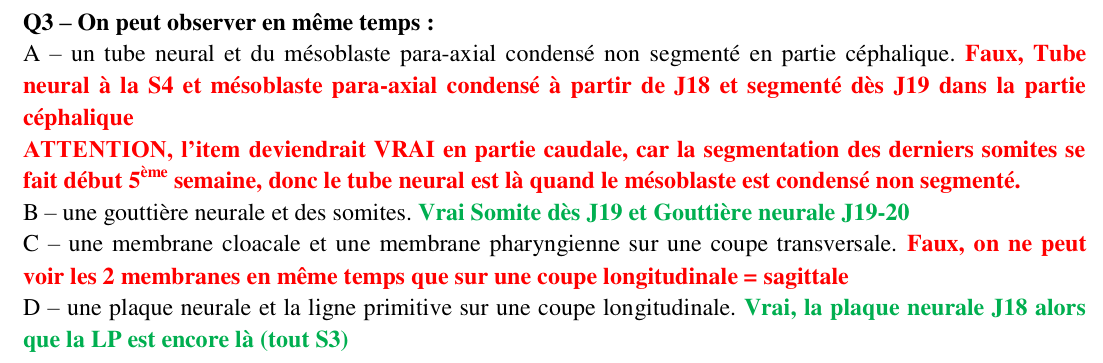 Q3 – On peut observer en même temps :
A – un tube neural et du mésoblaste para-axial condensé non segmenté en partie céphalique. Faux, Tube
neural à la S4 et mésoblaste para-axial condensé à partir de J18 et segmenté dès J19 dans la partie
céphalique
ATTENTION, l'item deviendrait VRAI en partie caudale, car la segmentation des derniers somites se
fait début 5ème semaine, donc le tube neural est là quand le mésoblaste est condensé non segmenté.
B – une gouttière neurale et des somites. Vrai Somite dès J19 et Gouttière neurale J19-20
C – une membrane cloacale et une membrane pharyngienne sur une coupe transversale. Faux, on ne peut
voir les 2 membranes en même temps que sur une coupe longitudinale = sagittale
D – une plaque neurale et la ligne primitive sur une coupe longitudinale. Vrai, la plaque neurale J18 alors
que la LP est encore là (tout S3)